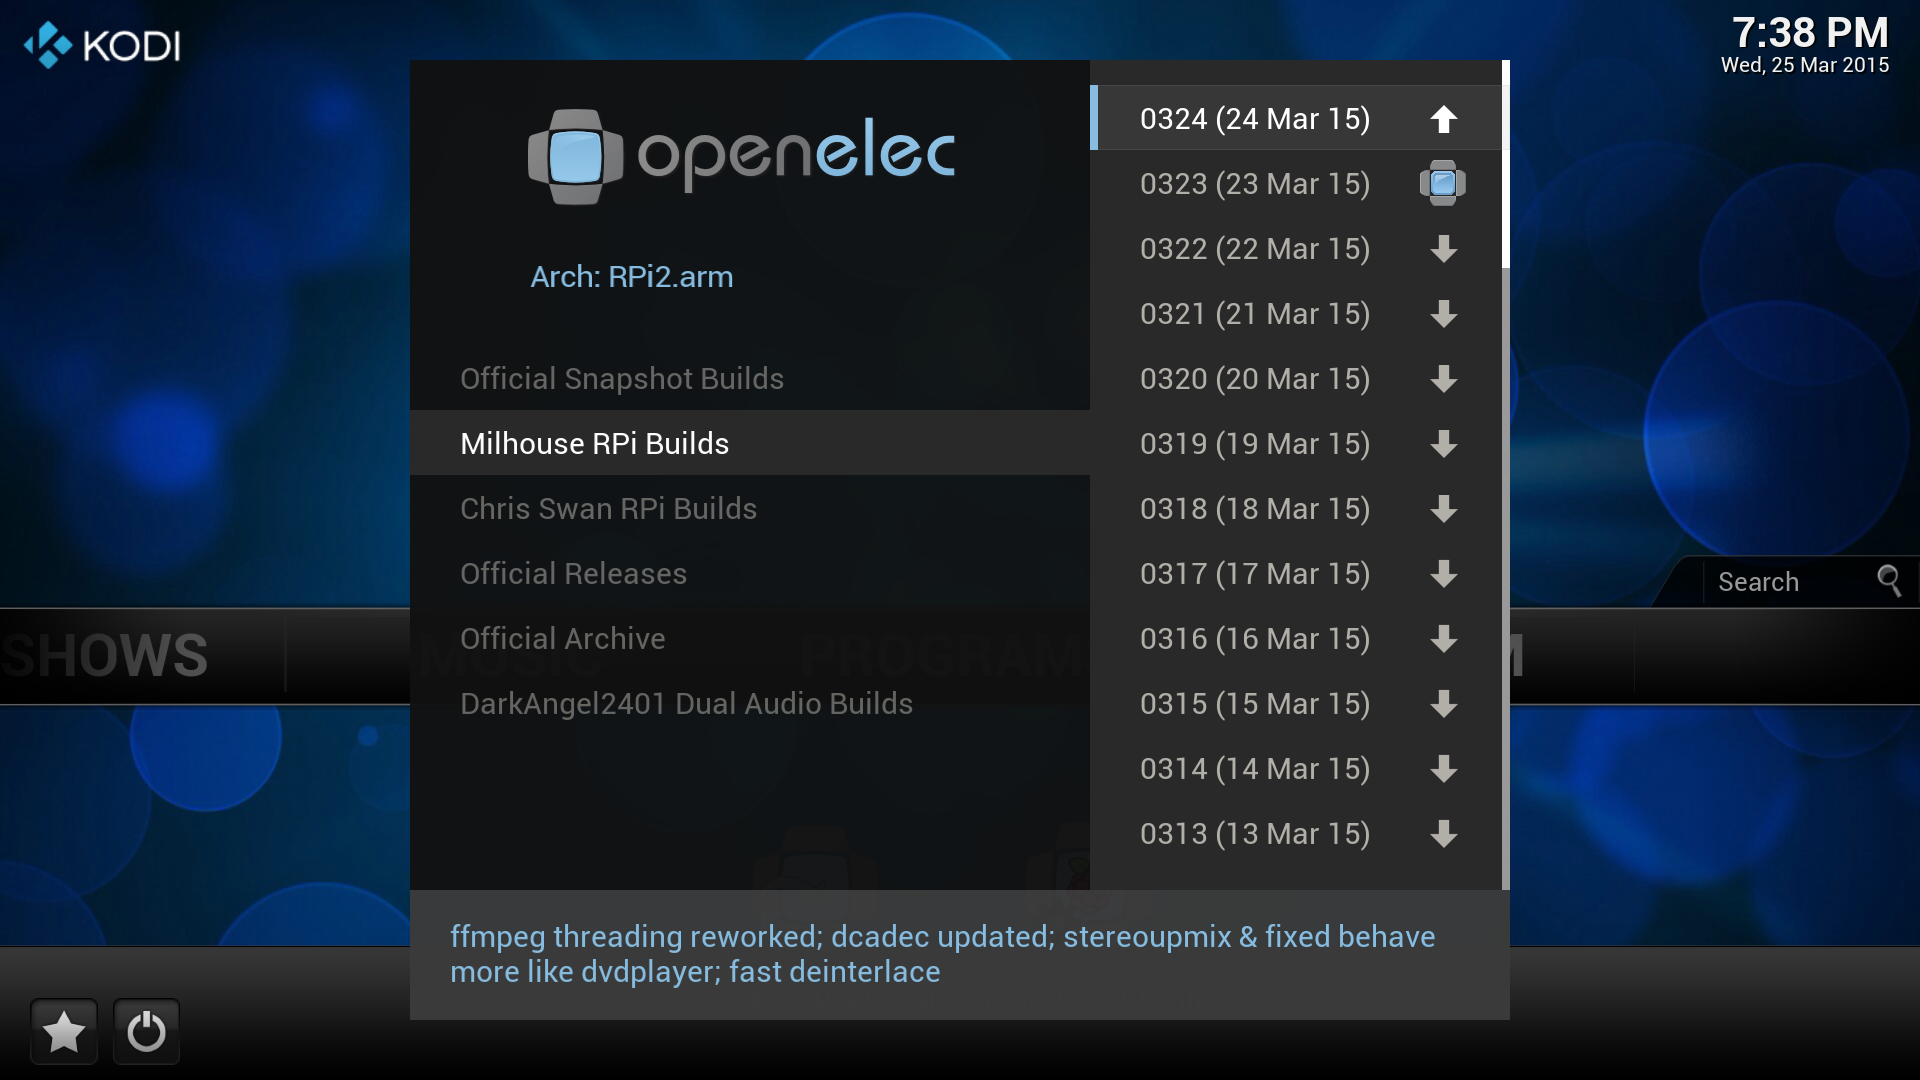 KODI
7:38 PM
Wed, 25 Mar 2015
openelec
Arch: RPi2.arm
Official Snapshot Builds
Milhouse RPi Builds
Chris Swan RPi Builds
Official Releases
Official Archive
DarkAngel2401 Dual Audio Builds
0324 (24 Mar 15)
0323 (23 Mar 15)
0322 (22 Mar 15)
0321 (21 Mar 15)
0320 (20 Mar 15)
0319 (19 Mar 15)
0318 (18 Mar 15)
0317 (17 Mar 15)
0316 (16 Mar 15)
0315 (15 Mar 15)
0314 (14 Mar 15)
0313 (13 Mar 15)
ffmpeg threading reworked; dcadec updated; stereoupmix & fixed behave
more like dvdplayer; fast deinterlace
Search
SHOWS
MUSIC
PROGRAM